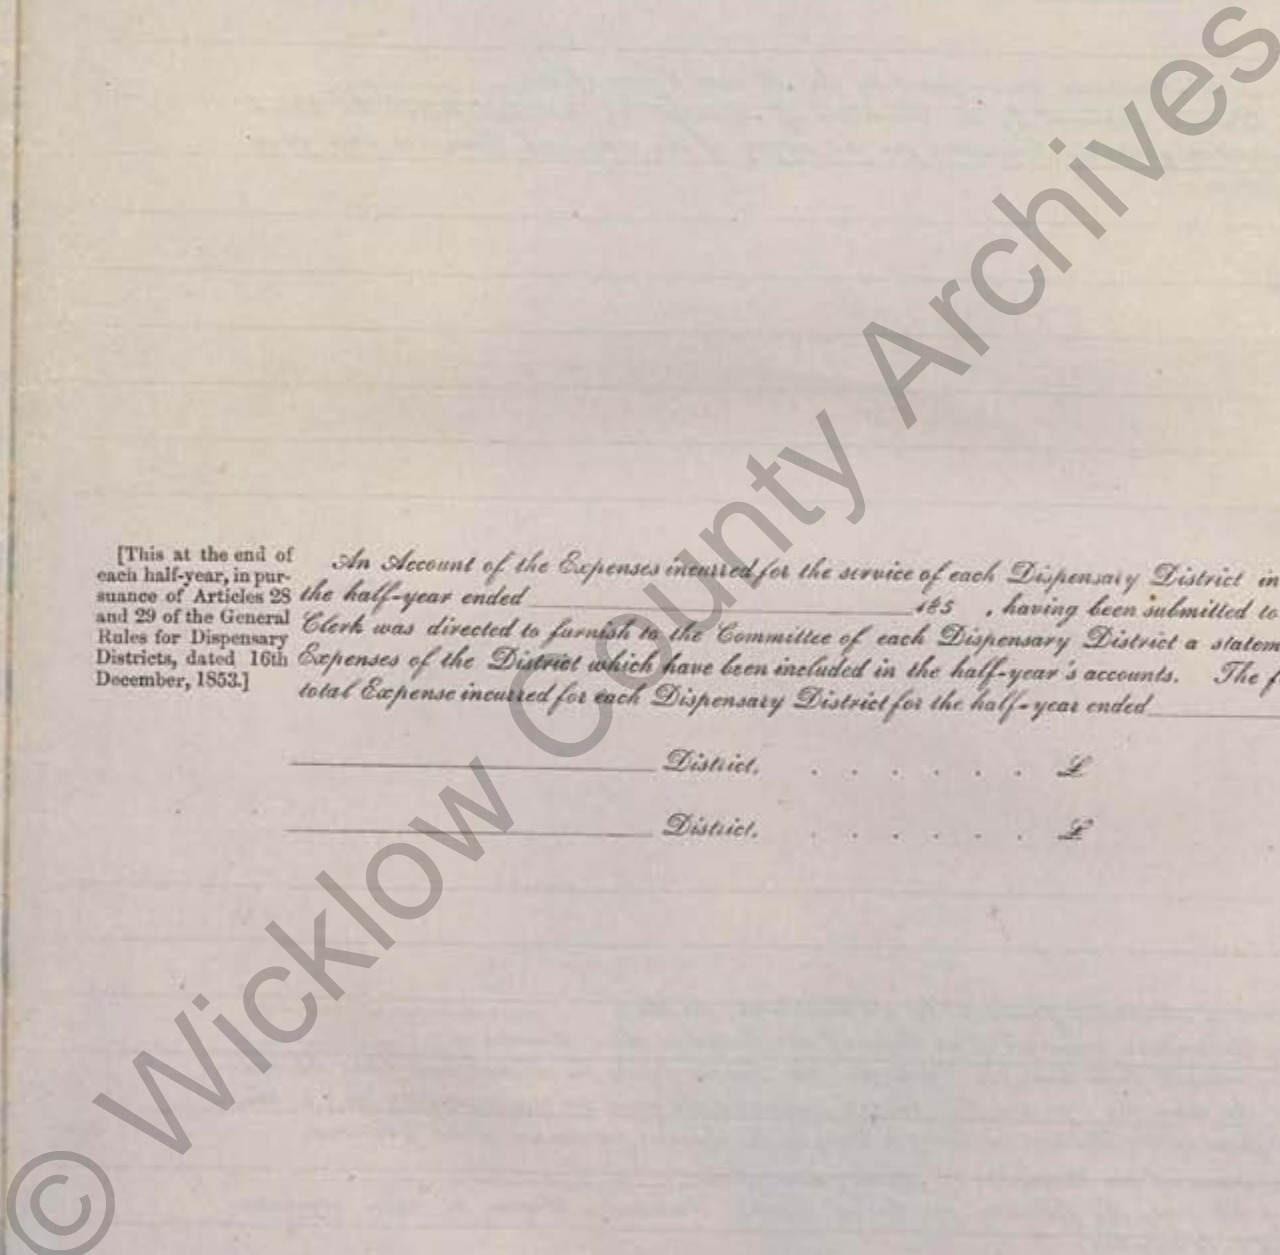 [This at the end of
each half-year, in pur-
suance of Articles 28
and 29 of the General
Rules for Dispensary
Districts, dated 16th
December, 1853.]
An Account of the Expenses incurred for the service of each Dispensary District in
the half-year ended 185 , having been submitted to
Clerk was directed to furnish to the Committee of each Dispensary District a statem
Expenses of the District which have been included in the half-year's accounts. The f
total Expense incurred for each Dispensary District for the half-year ended
District. . . . . . . £
District. . . . . . . £
© Wicklow County Archives